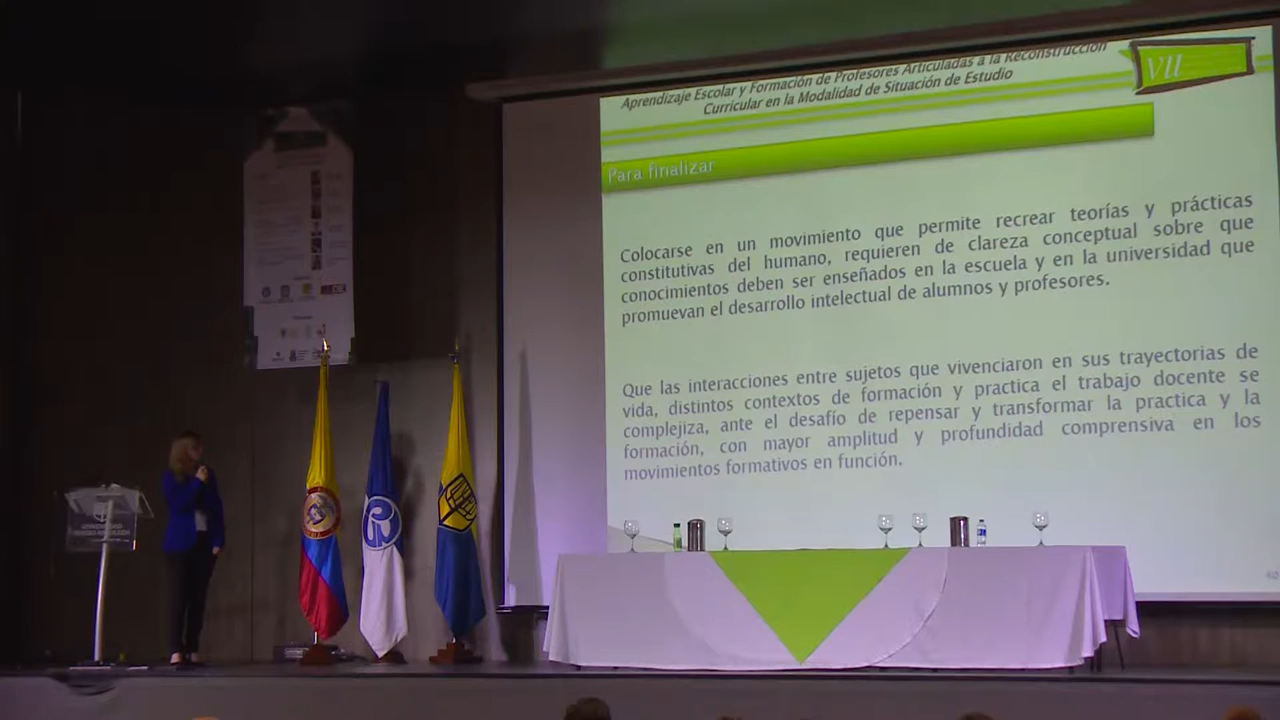 Aprendizaje Escolar y Formación de Profesores Articuladas a la Reconstrucción
Curricular en la Modalidad de Situación de Estudio
VII
Para finalizar
Colocarse en un movimiento que permite recrear teorías y prácticas
constitutivas del humano, requieren de clareza conceptual sobre que
conocimientos deben ser enseñados en la escuela y en la universidad que
promuevan el desarrollo intelectual de alumnos y profesores.
Que las interacciones entre sujetos que vivenciaron en sus trayectorias de
vida, distintos contextos de formación y practica el trabajo docente se
complejiza, ante el desafío de repensar y transformar la practica y la
formación, con mayor amplitud y profundidad comprensiva en los
movimientos formativos en función.
UNIVERSIDAD